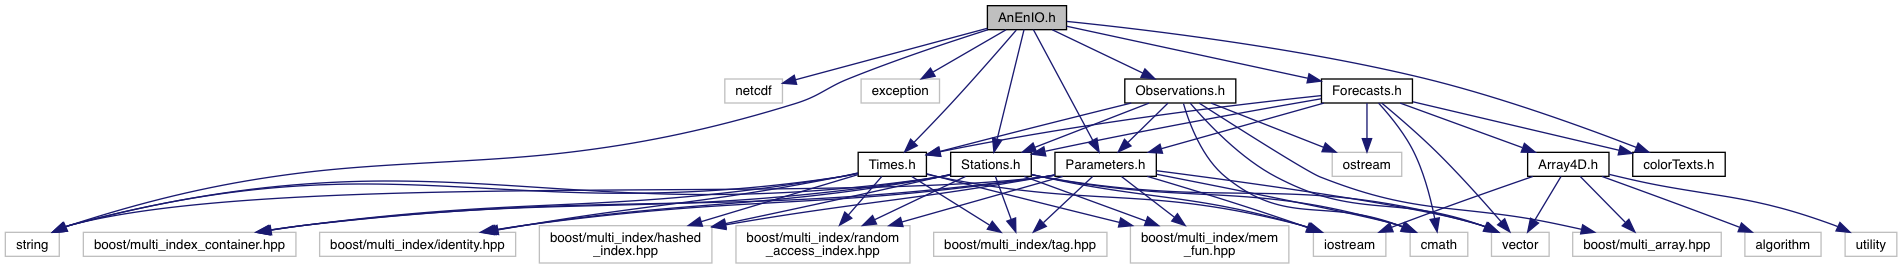 AnEnIO.h
netcdf
exception
Observations.h
Forecasts.h
Times.h
Stations.h
Parameters.h
ostream
Array4D.h
colorTexts.h
string
boost/multi_index_container.hpp
boost/multi_index/identity.hpp
boost/multi_index/hashed
_index.hpp
boost/multi_index/random
_access_index.hpp
boost/multi_index/tag.hpp
boost/multi_index/mem
_fun.hpp
iostream
cmath
vector
boost/multi_array.hpp
algorithm
utility